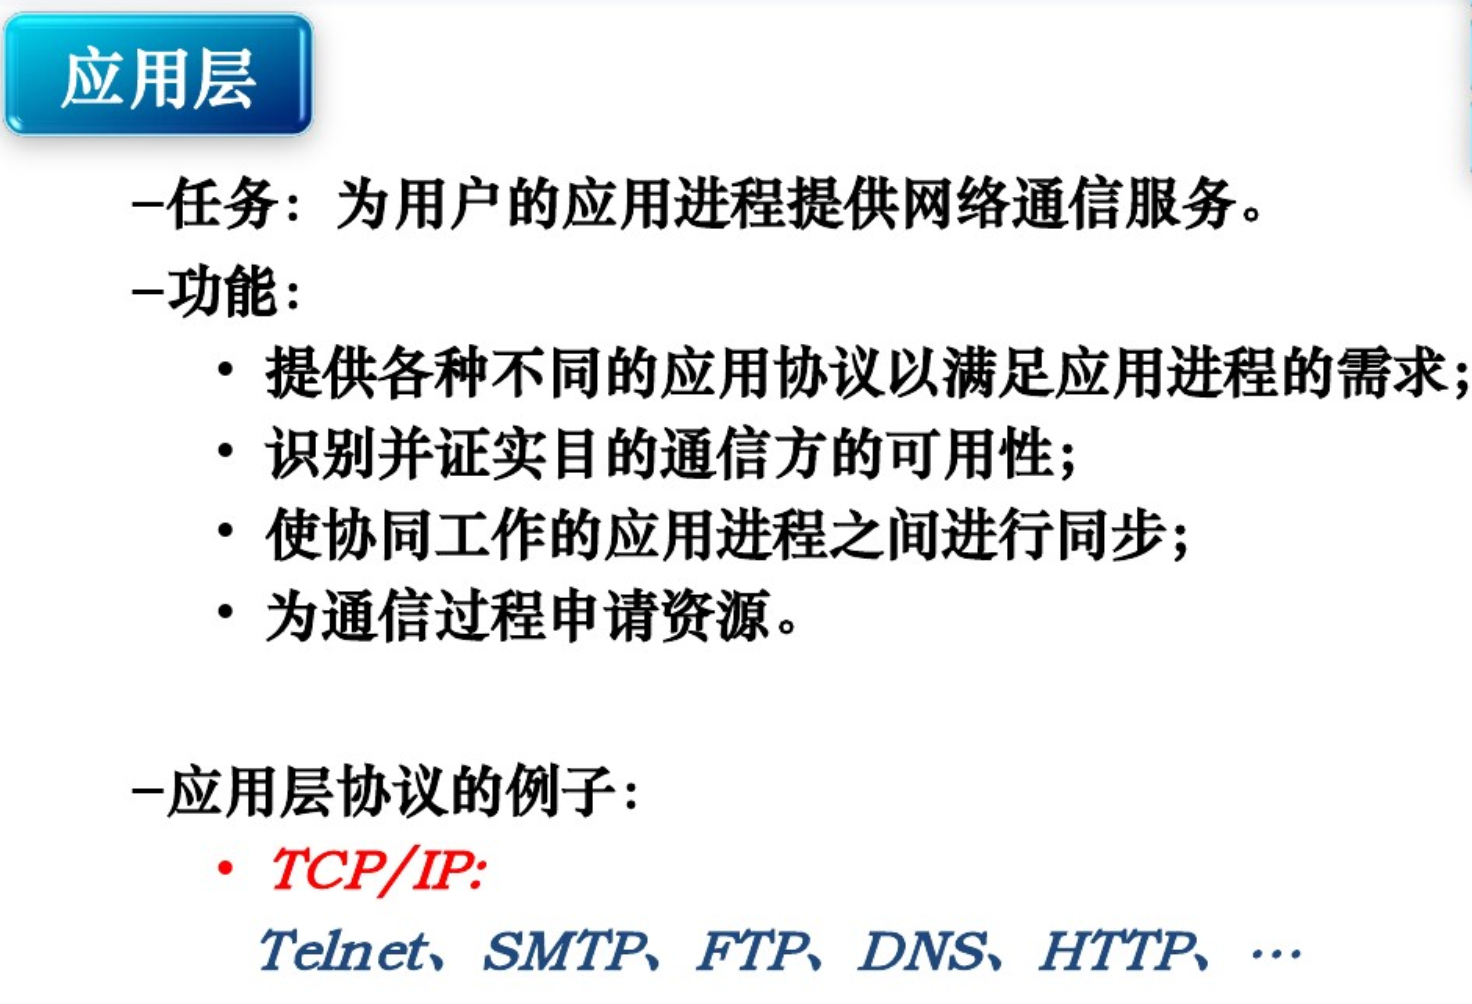 应用层
–任务：为用户的应用进程提供网络通信服务。
–功能：
• 提供各种不同的应用协议以满足应用进程的需求；
• 识别并证实目的通信方的可用性；
• 使协同工作的应用进程之间进行同步；
• 为通信过程申请资源。
–应用层协议的例子：
• TCP/IP:
Telnet、SMTP、FTP、DNS、HTTP、…